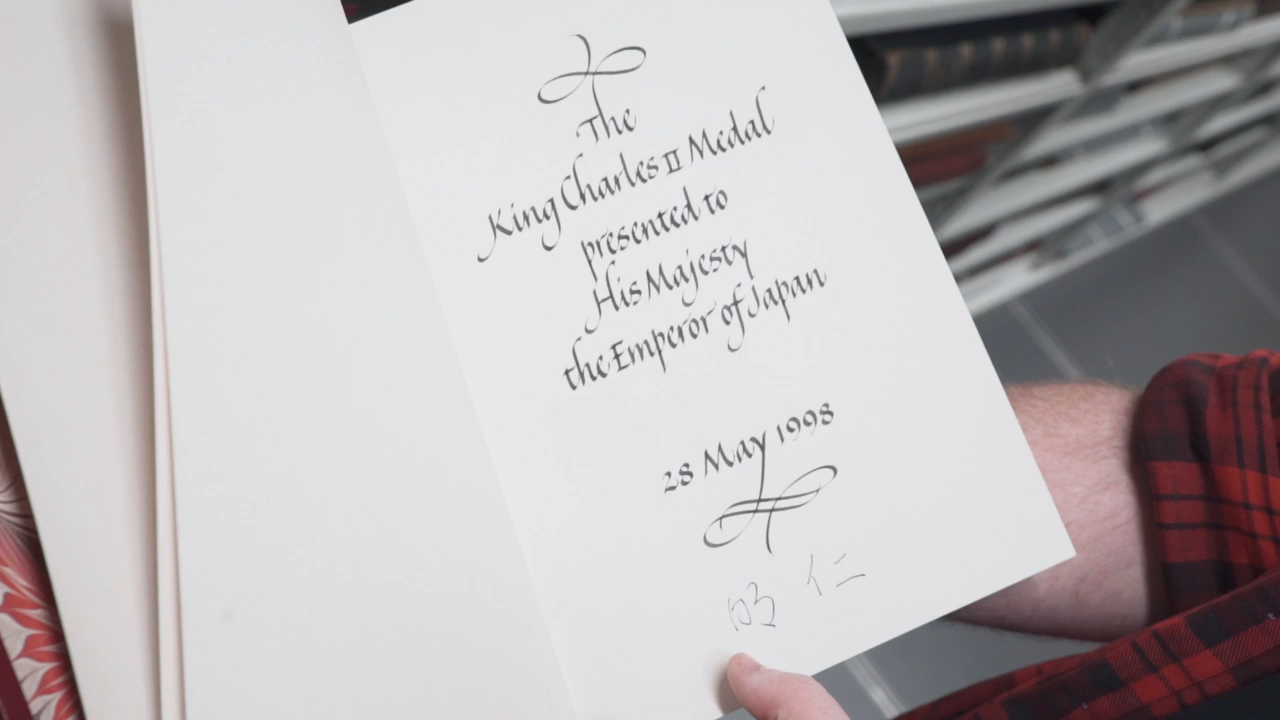 The
King Charles II Medal
presented to
His Majesty
the Emperor of Japan
28 May 1998
明仁